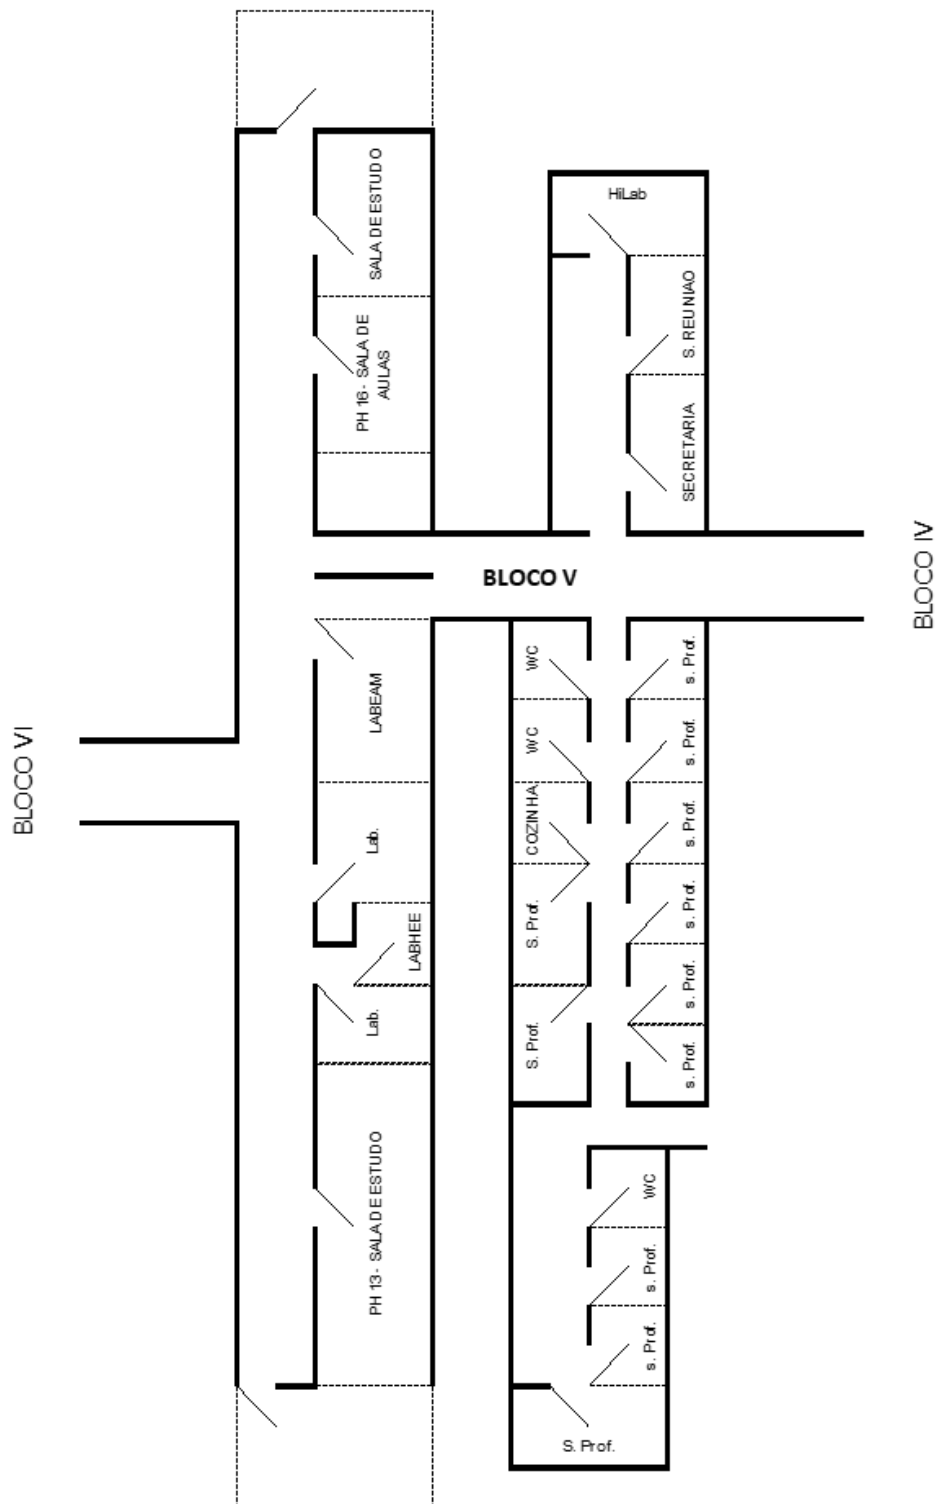 HiLab
SALA DE ESTUDO
S. REUNIAO
PH 16 - SALA DE
AULAS
SECRETARIA
BLOCO V
BLOCO IV
WC
s. Prof.
LABEAM
WC
s. Prof.
BLOCO VI
COZINHA
s. Prof.
Lab.
S. Prof.
s. Prof.
LABHEE
s. Prof.
Lab.
S. Prof.
s. Prof.
PH 13 - SALA DE ESTUDO
WC
s. Prof.
s. Prof.
S. Prof.